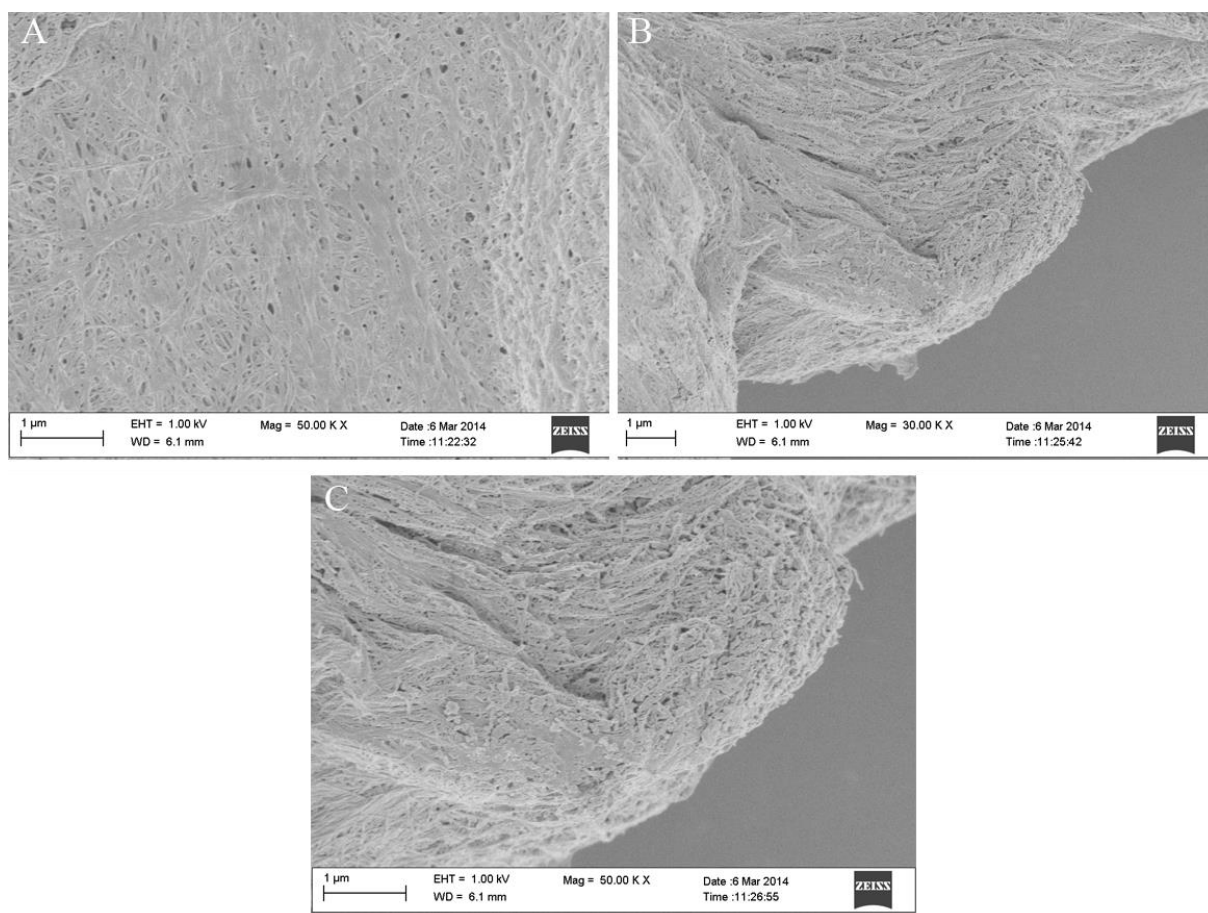 A
1 µm
EHT = 1.00 kV
WD = 6.1 mm
Mag = 50.00 K X
Date :6 Mar 2014
Time :11:22:32
ZEISS
B
1 µm
EHT = 1.00 kV
WD = 6.1 mm
Mag = 30.00 K X
Date :6 Mar 2014
Time :11:25:42
ZEISS
C
1 µm
EHT = 1.00 kV
WD = 6.1 mm
Mag = 50.00 K X
Date :6 Mar 2014
Time :11:26:55
ZEISS